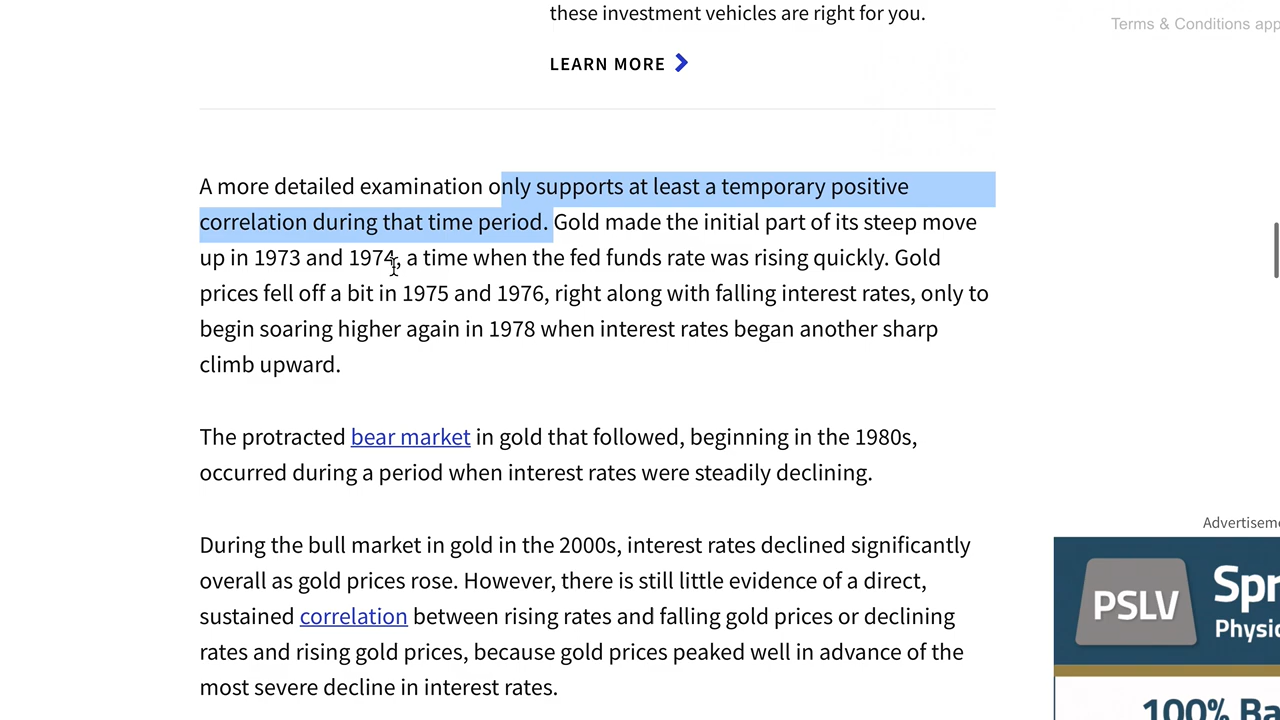 these investment vehicles are right for you.
Terms & Conditions app
LEARN MORE
A more detailed examination only supports at least a temporary positive
correlation during that time period. Gold made the initial part of its steep move
up in 1973 and 1974, a time when the fed funds rate was rising quickly. Gold
prices fell off a bit in 1975 and 1976, right along with falling interest rates, only to
begin soaring higher again in 1978 when interest rates began another sharp
climb upward.
The protracted bear market in gold that followed, beginning in the 1980s,
occurred during a period when interest rates were steadily declining.
During the bull market in gold in the 2000s, interest rates declined significantly
overall as gold prices rose. However, there is still little evidence of a direct,
sustained correlation between rising rates and falling gold prices or declining
rates and rising gold prices, because gold prices peaked well in advance of the
most severe decline in interest rates.
Advertisem
PSLV
Spr
Physic
100% Ba